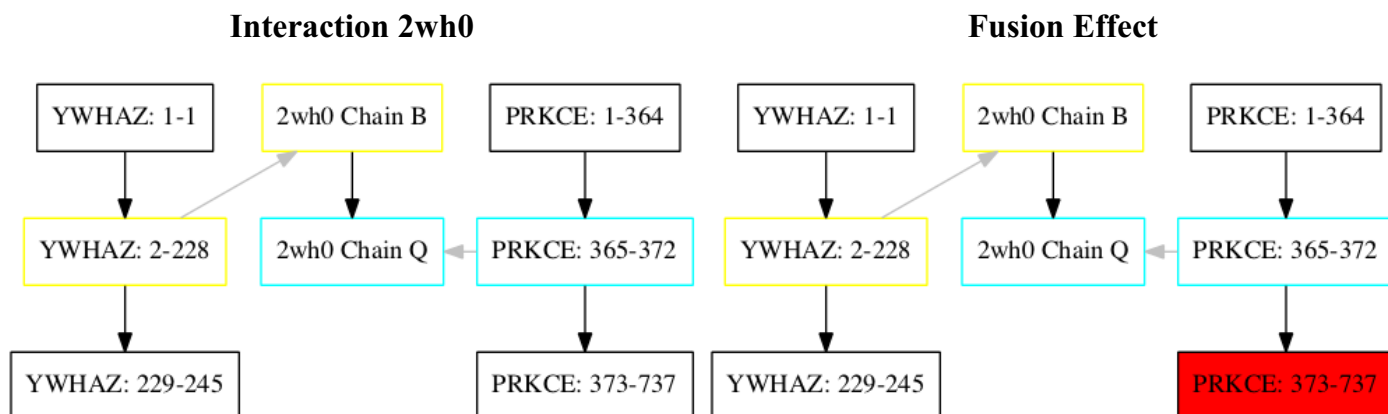 Interaction 2wh0
Fusion Effect
YWHAZ: 1-1
2wh0 Chain B
PRKCE: 1-364
YWHAZ: 1-1
2wh0 Chain B
PRKCE: 1-364
YWHAZ: 2-228
2wh0 Chain Q
PRKCE: 365-372
YWHAZ: 2-228
2wh0 Chain Q
PRKCE: 365-372
YWHAZ: 229-245
PRKCE: 373-737
YWHAZ: 229-245
PRKCE: 373-737